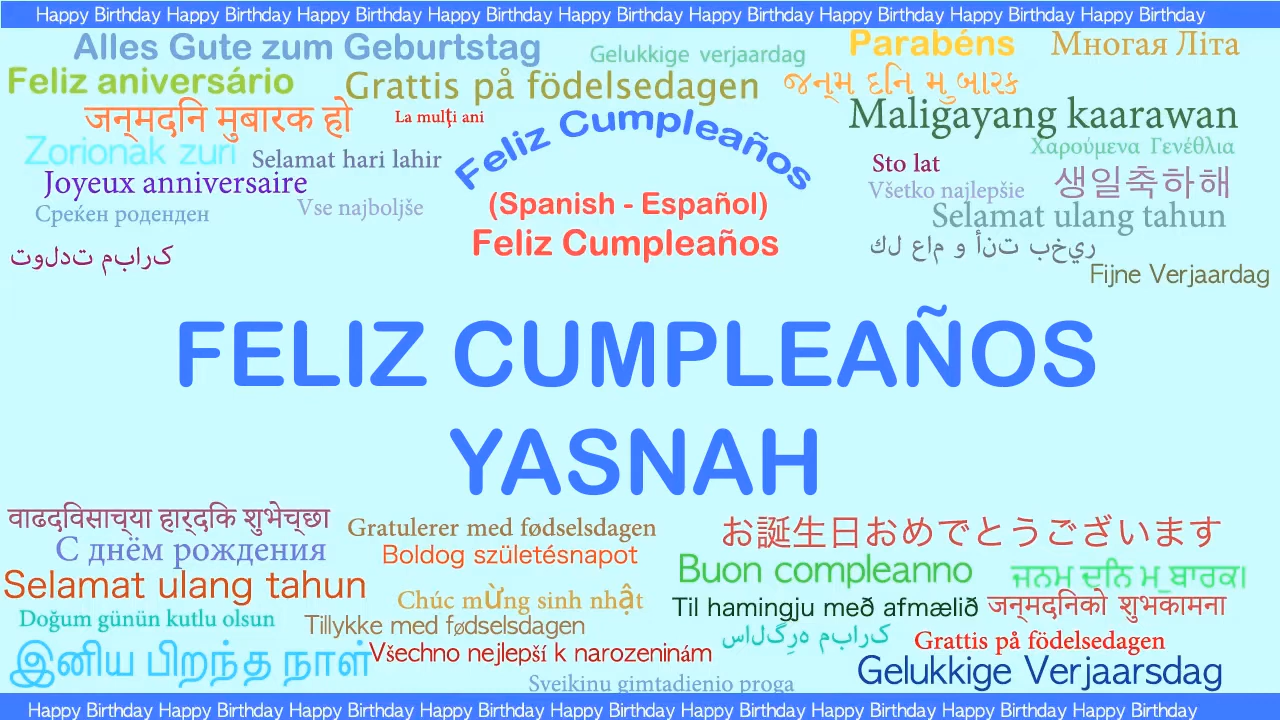 Happy Birthday Happy Birthday Happy Birthday Happy Birthday Happy Birthday Happy Birthday Happy Birthday Happy Birthday Happy Birthday
Alles Gute zum Geburtstag
Gelukkige verjaardag
Parabéns
Многая Літа
Feliz aniversário
Grattis på födelsedagen
જન્મ દિન મુબારક
जन्मदिन मुबारक हो
La mulţi ani
Feliz Cumpleaños
Maligayang kaarawan
Zorionak zuri
Selamat hari lahir
Χαρούμενα Γενέθλια
Sto lat
Joyeux anniversaire
(Spanish - Español)
Všetko najlepšie
생일축하해
Среќен роденден
Vse najboljše
Feliz Cumpleaños
Selamat ulang tahun
تولدت مبارک
كل عام و أنت بخير
Fijne Verjaardag
FELIZ CUMPLEAÑOS
YASNAH
वाढदिवसाच्या हार्दिक शुभेच्छा
Gratulerer med fødselsdagen
お誕生日おめでとうございます
С днём рождения
Boldog születésnapot
Buon compleanno
ਜਨਮ ਦਿਨ ਮੁਬਾਰਕ।
Selamat ulang tahun
Chúc mừng sinh nhật
Til hamingju með afmælið
जन्मदिनको शुभकामना
Doğum günün kutlu olsun
Tillykke med fødselsdagen
سالگرہ مبارک
Grattis på födelsedagen
இனிய பிறந்த நாள்
Všechno nejlepší k narozeninám
Gelukkige Verjaarsdag
Sveikinu gimtadienio proga
Happy Birthday Happy Birthday Happy Birthday Happy Birthday Happy Birthday Happy Birthday Happy Birthday Happy Birthday Happy Birthday